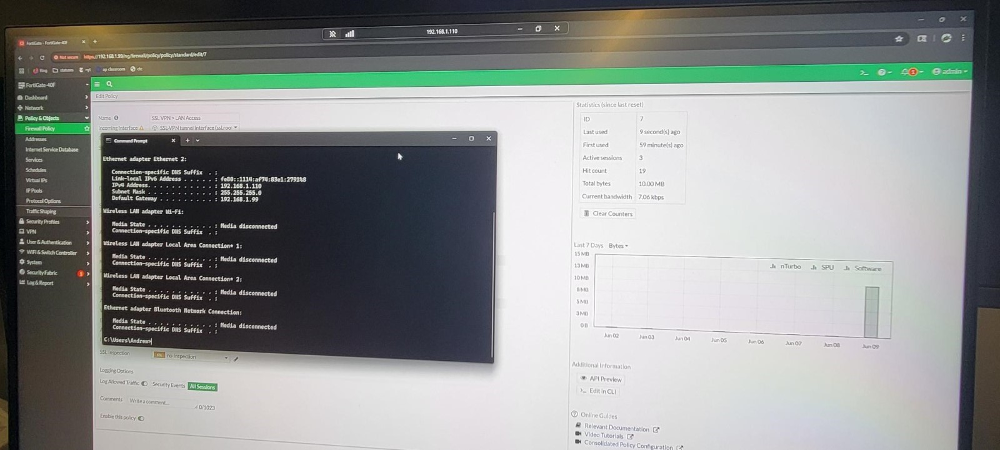 192.168.1.110
FortiGate - FortiGate-40F
Not secure https://192.168.1.99/ng/firewall/policy/policy/standard/edit/7
Bing
nyt
ap classroom
ctc
FortiGate-40F
1
admin
Dashboard
Network
Policy & Objects
Firewall Policy
Addresses
Internet Service Database
Services
Schedules
Virtual IPs
IP Pools
Protocol Options
Traffic Shaping
Security Profiles
VPN
User & Authentication
WiFi & Switch Controller
System
Security Fabric 1
Log & Report
Edit Policy
Name SSL VPN > LAN Access
Incoming Interface SSL-VPN tunnel interface (ssl.roo
Command Prompt
Ethernet adapter Ethernet 2:
Connection-specific DNS Suffix . :
Link-local IPv6 Address . . . . . : fe80::1114:af74:83e1:2791%8
IPv4 Address. . . . . . . . . . . : 192.168.1.110
Subnet Mask . . . . . . . . . . . : 255.255.255.0
Default Gateway . . . . . . . . . : 192.168.1.99
Wireless LAN adapter Wi-Fi:
Media State . . . . . . . . . . . : Media disconnected
Connection-specific DNS Suffix . :
Wireless LAN adapter Local Area Connection* 1:
Media State . . . . . . . . . . . : Media disconnected
Connection-specific DNS Suffix . :
Wireless LAN adapter Local Area Connection* 2:
Media State . . . . . . . . . . . : Media disconnected
Connection-specific DNS Suffix . :
Ethernet adapter Bluetooth Network Connection:
Media State . . . . . . . . . . . : Media disconnected
Connection-specific DNS Suffix . :
C:\Users\Andrew>
SSL Inspection SSL no-inspection
Logging Options
Log Allowed Traffic Security Events All Sessions
Comments Write a comment... 0/1023
Enable this policy
Statistics (since last reset)
ID 7
Last used 9 second(s) ago
First used 59 minute(s) ago
Active sessions 3
Hit count 19
Total bytes 10.00 MB
Current bandwidth 7.06 kbps
Clear Counters
Last 7 Days Bytes
15 MB
13 MB
10 MB
8 MB
5 MB
3 MB
0 B
nTurbo SPU Software
Jun 02 Jun 03 Jun 04 Jun 05 Jun 06 Jun 07 Jun 08 Jun 09
Additional Information
API Preview
Edit in CLI
Online Guides
Relevant Documentation
Video Tutorials
Consolidated Policy Configuration